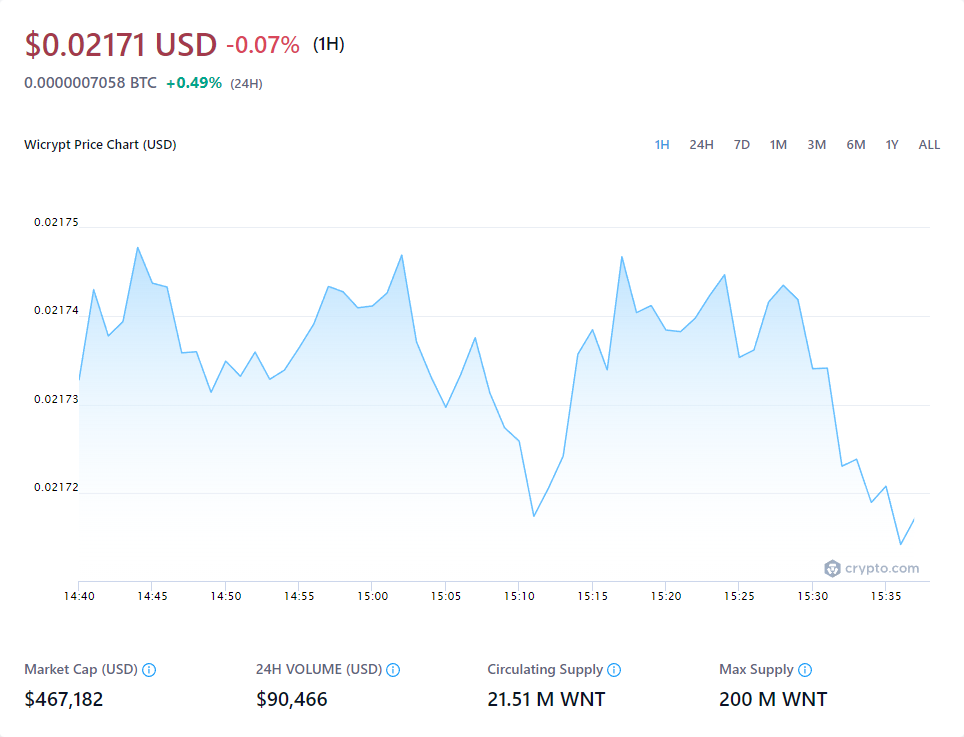 $0.02171 USD -0.07% (1H)
0.0000007058 BTC +0.49% (24H)
Wicrypt Price Chart (USD) 1H 24H 7D 1M 3M 6M 1Y ALL
0.02175
0.02174
0.02173
0.02172
crypto.com
14:40 14:45 14:50 14:55 15:00 15:05 15:10 15:15 15:20 15:25 15:30 15:35
Market Cap (USD) 24H VOLUME (USD) Circulating Supply Max Supply
$467,182 $90,466 21.51 M WNT 200 M WNT